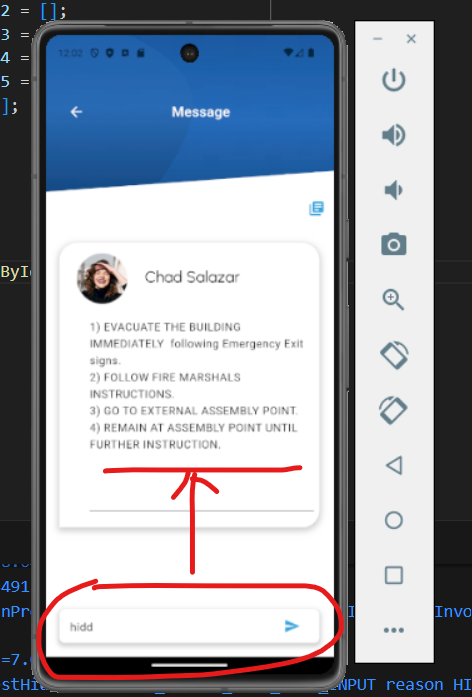 2 = [];
3 =
4 =
5 =
];
12:02
Message
ById
Chad Salazar
1) EVACUATE THE BUILDING
IMMEDIATELY following Emergency Exit
signs.
2) FOLLOW FIRE MARSHALS
INSTRUCTIONS.
3) GO TO EXTERNAL ASSEMBLY POINT.
4) REMAIN AT ASSEMBLY POINT UNTIL
FURTHER INSTRUCTION.
491
nPr Invo
hidd
=7.
stHi INPUT reason HI